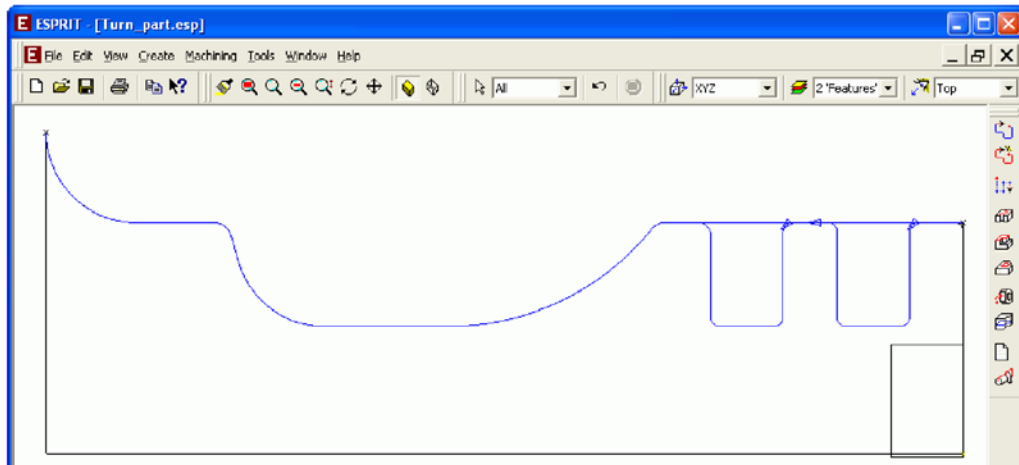 ESPRIT - [Turn_part.esp]
File Edit View Create Machining Tools Window Help
All XYZ 2 'Features' Top